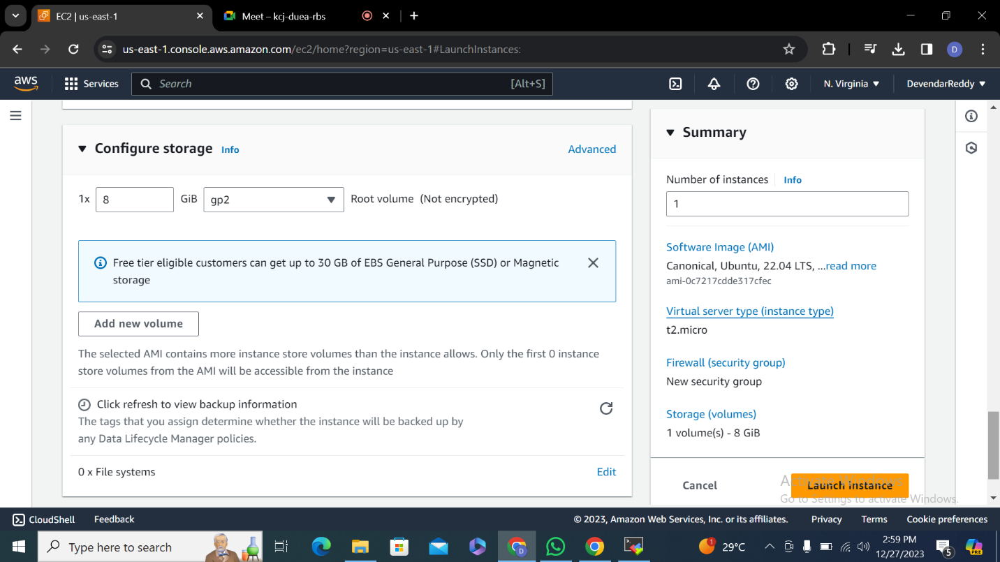 EC2 | us-east-1
Meet – kcj-duea-rbs
us-east-1.console.aws.amazon.com/ec2/home?region=us-east-1#LaunchInstances:
D
aws
Services
Search
[Alt+S]
N. Virginia
DevendarReddy
Configure storage
Info
Advanced
1x
8
GiB
gp2
Root volume (Not encrypted)
Free tier eligible customers can get up to 30 GB of EBS General Purpose (SSD) or Magnetic
storage
Add new volume
The selected AMI contains more instance store volumes than the instance allows. Only the first 0 instance
store volumes from the AMI will be accessible from the instance
Click refresh to view backup information
The tags that you assign determine whether the instance will be backed up by
any Data Lifecycle Manager policies.
0 x File systems
Edit
Summary
Number of instances
Info
1
Software Image (AMI)
Canonical, Ubuntu, 22.04 LTS, ...read more
ami-0c7217cdde317cfec
Virtual server type (instance type)
t2.micro
Firewall (security group)
New security group
Storage (volumes)
1 volume(s) - 8 GiB
Cancel
Launch instance
Go to Settings to activate Windows.
CloudShell
Feedback
© 2023, Amazon Web Services, Inc. or its affiliates.
Privacy
Terms
Cookie preferences
Type here to search
D
1
29°C
2:59 PM
12/27/2023
5
PRE